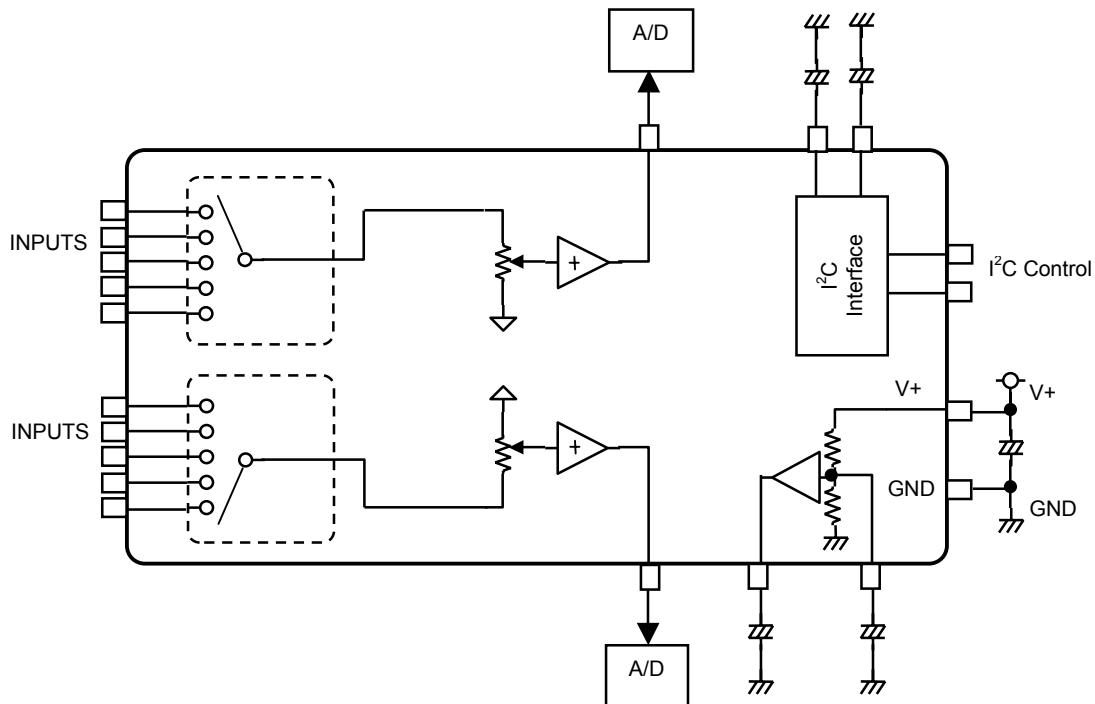 A/D
INPUTS
+
I²C
Interface
I²C Control
V+
V+
INPUTS
+
GND
GND
A/D